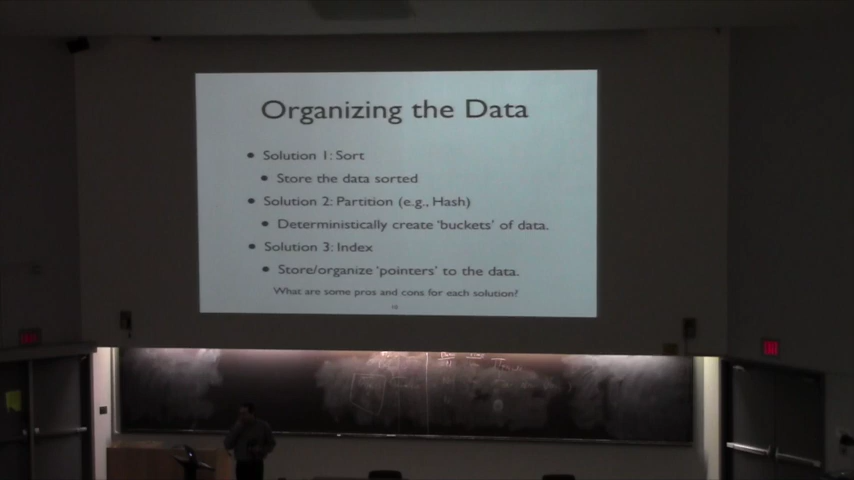 Organizing the Data
• Solution 1: Sort
• Store the data sorted
• Solution 2: Partition (e.g., Hash)
• Deterministically create 'buckets' of data.
• Solution 3: Index
• Store/organize 'pointers' to the data.
What are some pros and cons for each solution?